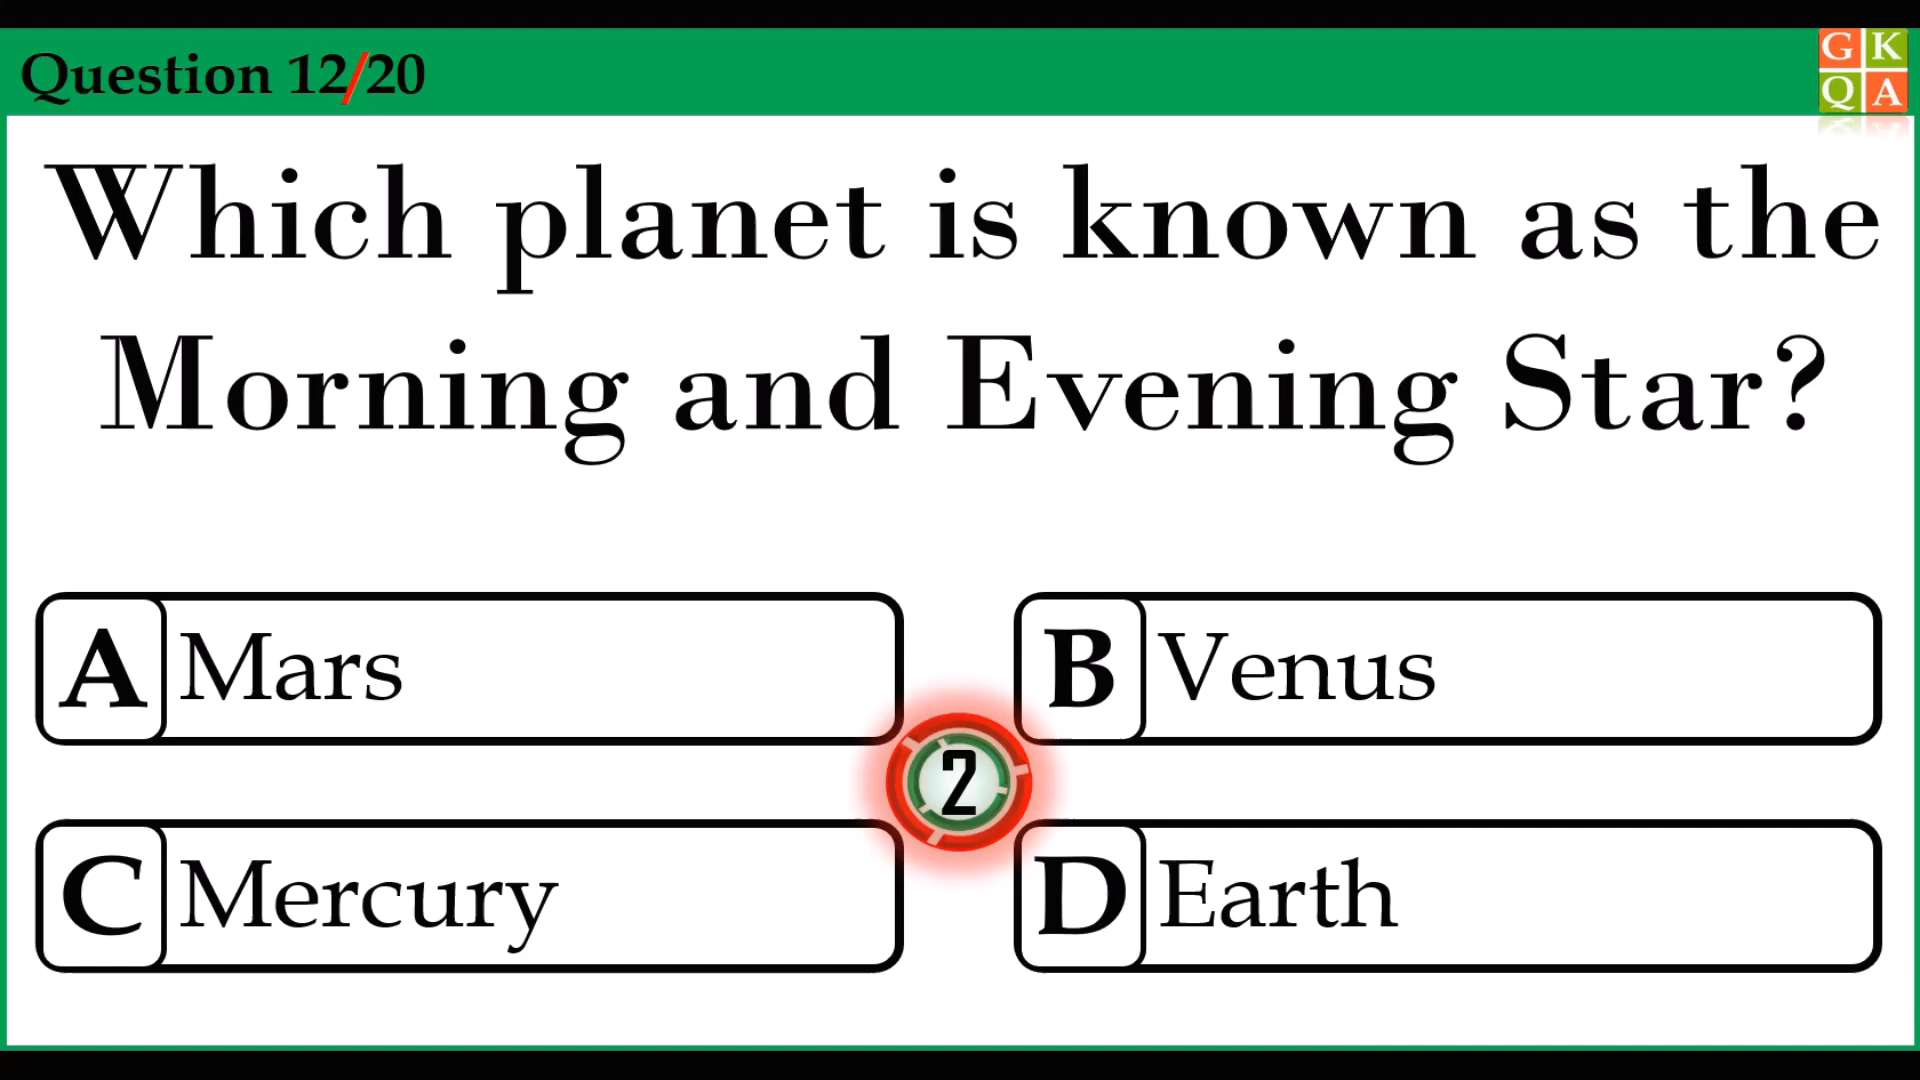 Question 12/20
G K
Q A
Which planet is known as the
Morning and Evening Star?
A Mars
B Venus
2
C Mercury
D Earth